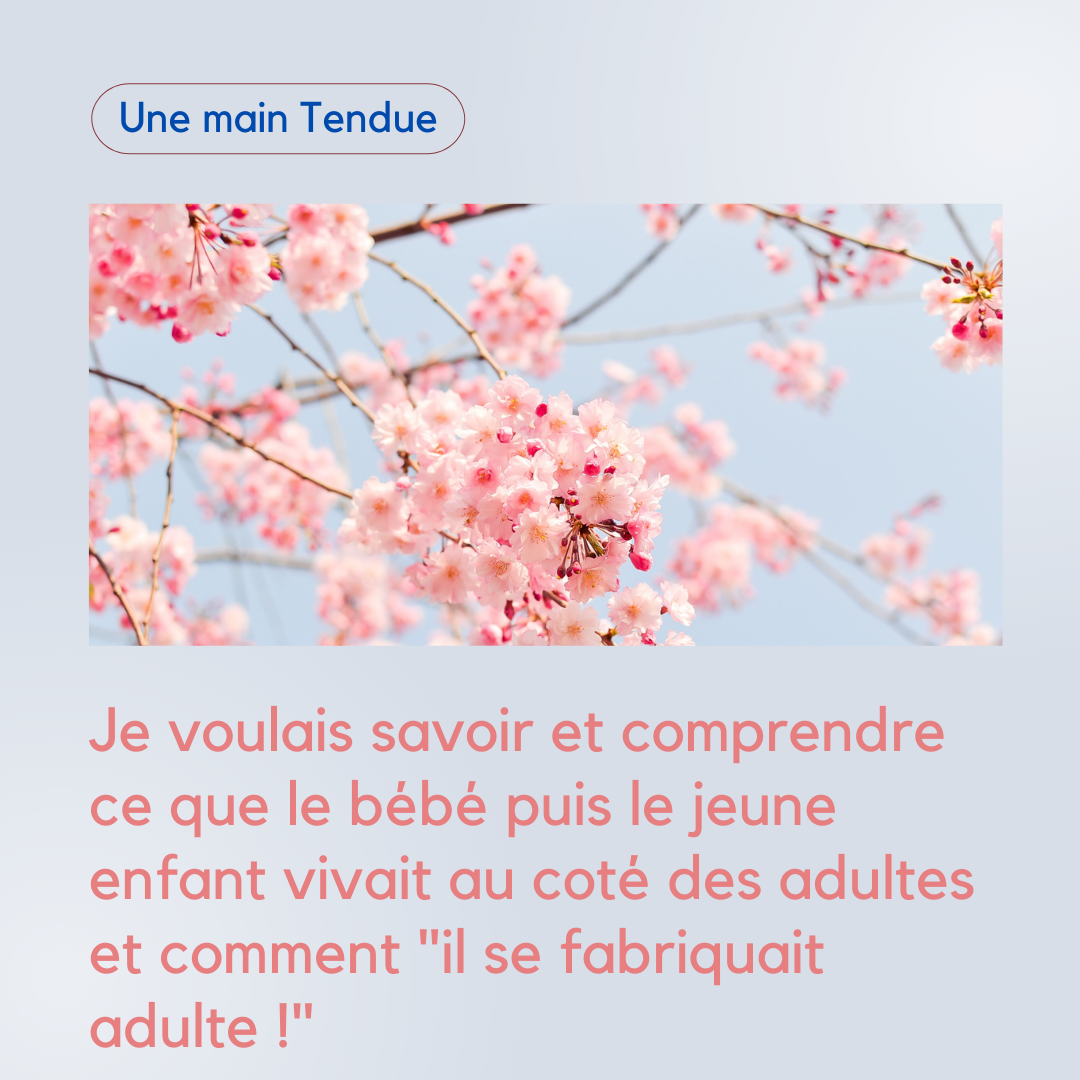 Une main Tendue
Je voulais savoir et comprendre
ce que le bébé puis le jeune
enfant vivait au coté des adultes
et comment "il se fabriquait
adulte !"